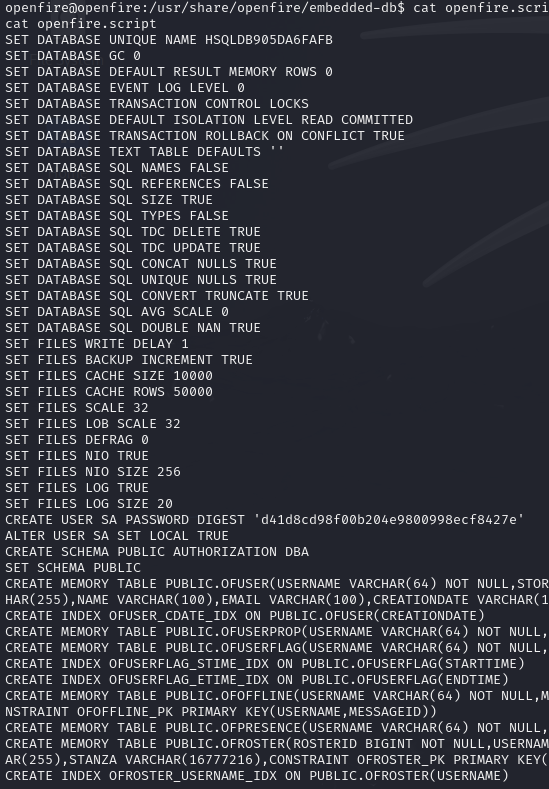 openfire@openfire:/usr/share/openfire/embedded-db$ cat openfire.scri
cat openfire.script
SET DATABASE UNIQUE NAME HSQLDB905DA6FAFB
SET DATABASE GC 0
SET DATABASE DEFAULT RESULT MEMORY ROWS 0
SET DATABASE EVENT LOG LEVEL 0
SET DATABASE TRANSACTION CONTROL LOCKS
SET DATABASE DEFAULT ISOLATION LEVEL READ COMMITTED
SET DATABASE TRANSACTION ROLLBACK ON CONFLICT TRUE
SET DATABASE TEXT TABLE DEFAULTS ''
SET DATABASE SQL NAMES FALSE
SET DATABASE SQL REFERENCES FALSE
SET DATABASE SQL SIZE TRUE
SET DATABASE SQL TYPES FALSE
SET DATABASE SQL TDC DELETE TRUE
SET DATABASE SQL TDC UPDATE TRUE
SET DATABASE SQL CONCAT NULLS TRUE
SET DATABASE SQL UNIQUE NULLS TRUE
SET DATABASE SQL CONVERT TRUNCATE TRUE
SET DATABASE SQL AVG SCALE 0
SET DATABASE SQL DOUBLE NAN TRUE
SET FILES WRITE DELAY 1
SET FILES BACKUP INCREMENT TRUE
SET FILES CACHE SIZE 10000
SET FILES CACHE ROWS 50000
SET FILES SCALE 32
SET FILES LOB SCALE 32
SET FILES DEFRAG 0
SET FILES NIO TRUE
SET FILES NIO SIZE 256
SET FILES LOG TRUE
SET FILES LOG SIZE 20
CREATE USER SA PASSWORD DIGEST 'd41d8cd98f00b204e9800998ecf8427e'
ALTER USER SA SET LOCAL TRUE
CREATE SCHEMA PUBLIC AUTHORIZATION DBA
SET SCHEMA PUBLIC
CREATE MEMORY TABLE PUBLIC.OFUSER(USERNAME VARCHAR(64) NOT NULL,STOR
HAR(255),NAME VARCHAR(100),EMAIL VARCHAR(100),CREATIONDATE VARCHAR(1
CREATE INDEX OFUSER_CDATE_IDX ON PUBLIC.OFUSER(CREATIONDATE)
CREATE MEMORY TABLE PUBLIC.OFUSERPROP(USERNAME VARCHAR(64) NOT NULL,
CREATE MEMORY TABLE PUBLIC.OFUSERFLAG(USERNAME VARCHAR(64) NOT NULL,
CREATE INDEX OFUSERFLAG_STIME_IDX ON PUBLIC.OFUSERFLAG(STARTTIME)
CREATE INDEX OFUSERFLAG_ETIME_IDX ON PUBLIC.OFUSERFLAG(ENDTIME)
CREATE MEMORY TABLE PUBLIC.OFOFFLINE(USERNAME VARCHAR(64) NOT NULL,M
NSTRAINT OFOFFLINE_PK PRIMARY KEY(USERNAME,MESSAGEID))
CREATE MEMORY TABLE PUBLIC.OFPRESENCE(USERNAME VARCHAR(64) NOT NULL,
CREATE MEMORY TABLE PUBLIC.OFROSTER(ROSTERID BIGINT NOT NULL,USERNAM
AR(255),STANZA VARCHAR(16777216),CONSTRAINT OFROSTER_PK PRIMARY KEY(
CREATE INDEX OFROSTER_USERNAME_IDX ON PUBLIC.OFROSTER(USERNAME)